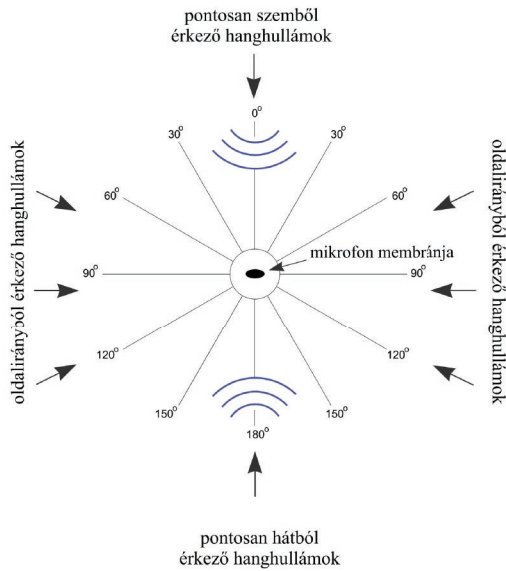 pontosan szemből
érkező hanghullámok
0°
30°
30°
60°
60°
oldalirányból érkező hanghullámok
oldalirányból érkező hanghullámok
mikrofon membránja
90°
90°
120°
120°
150°
150°
180°
pontosan hátból
érkező hanghullámok